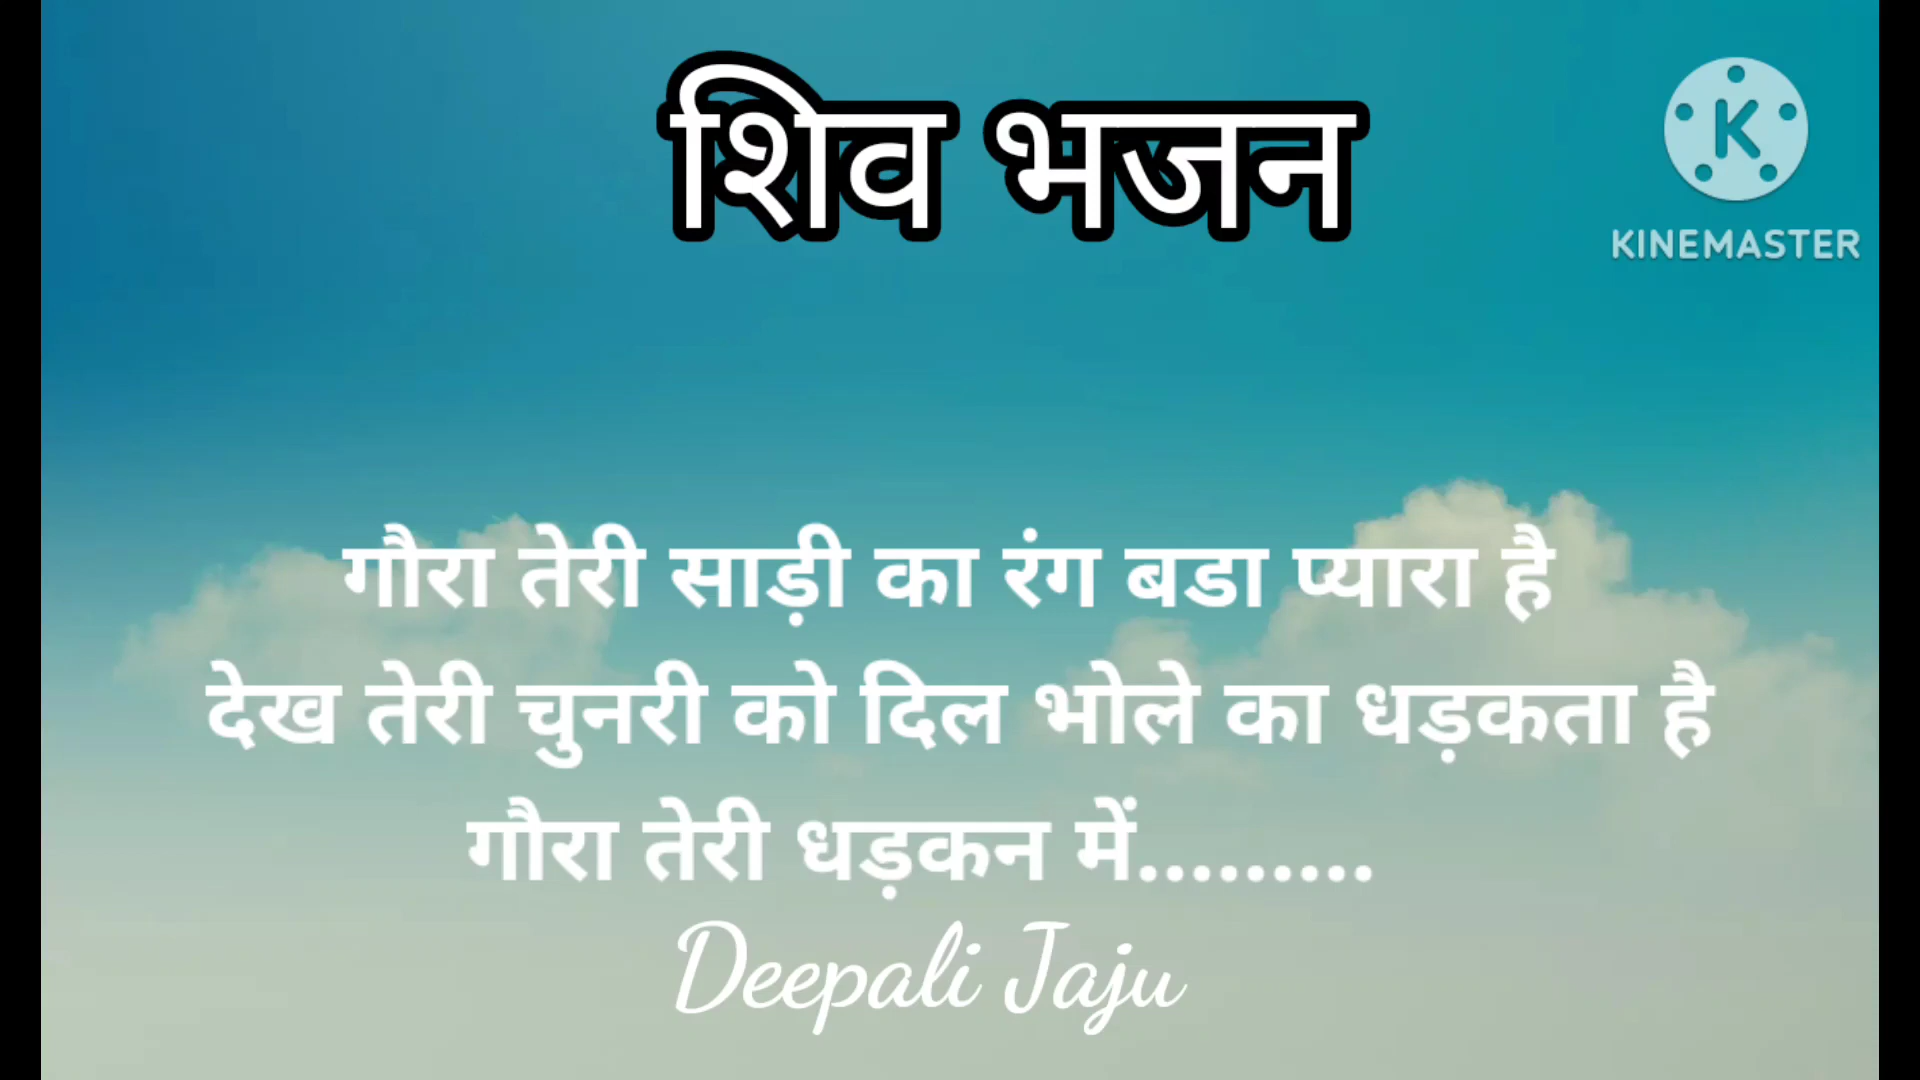 शिव भजन
KINEMASTER
गौरा तेरी साड़ी का रंग बडा प्यारा है
देख तेरी चुनरी को दिल भोले का धड़कता है
गौरा तेरी धड़कन में.........
Deepali Jaju